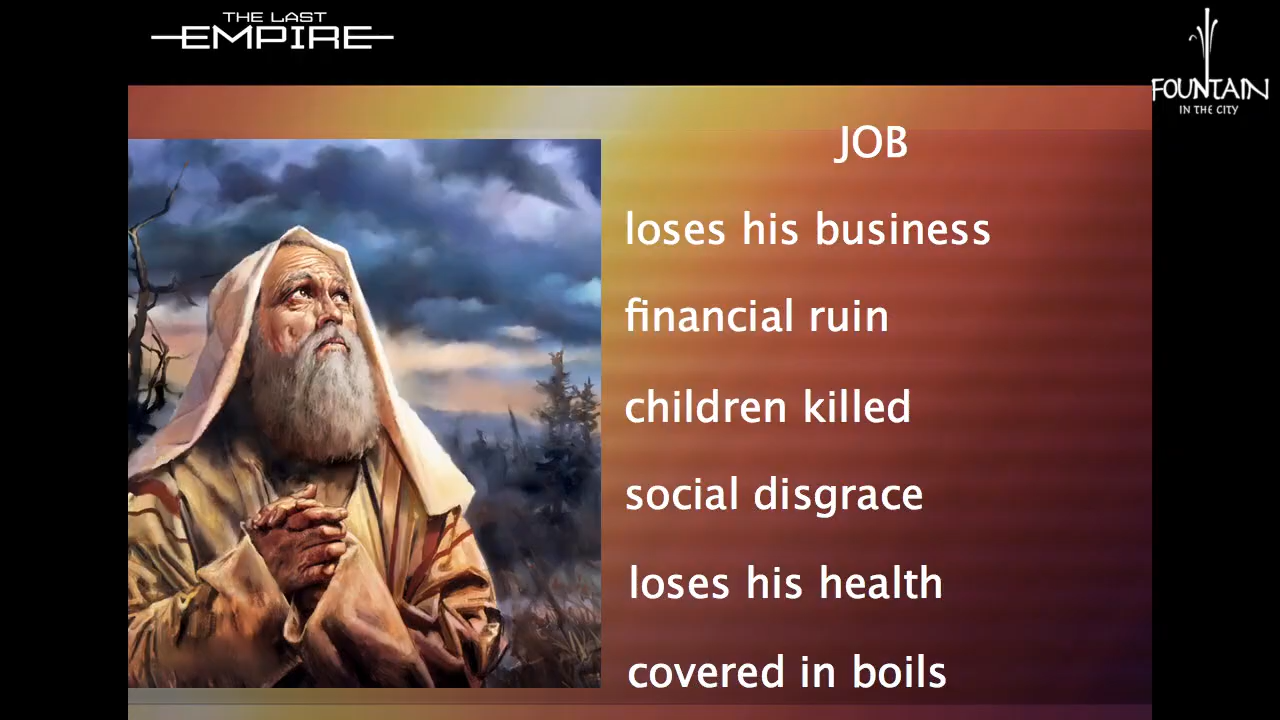 THE LAST
EMPIRE
FOUNTAIN
IN THE CITY
JOB
loses his business
financial ruin
children killed
social disgrace
loses his health
covered in boils